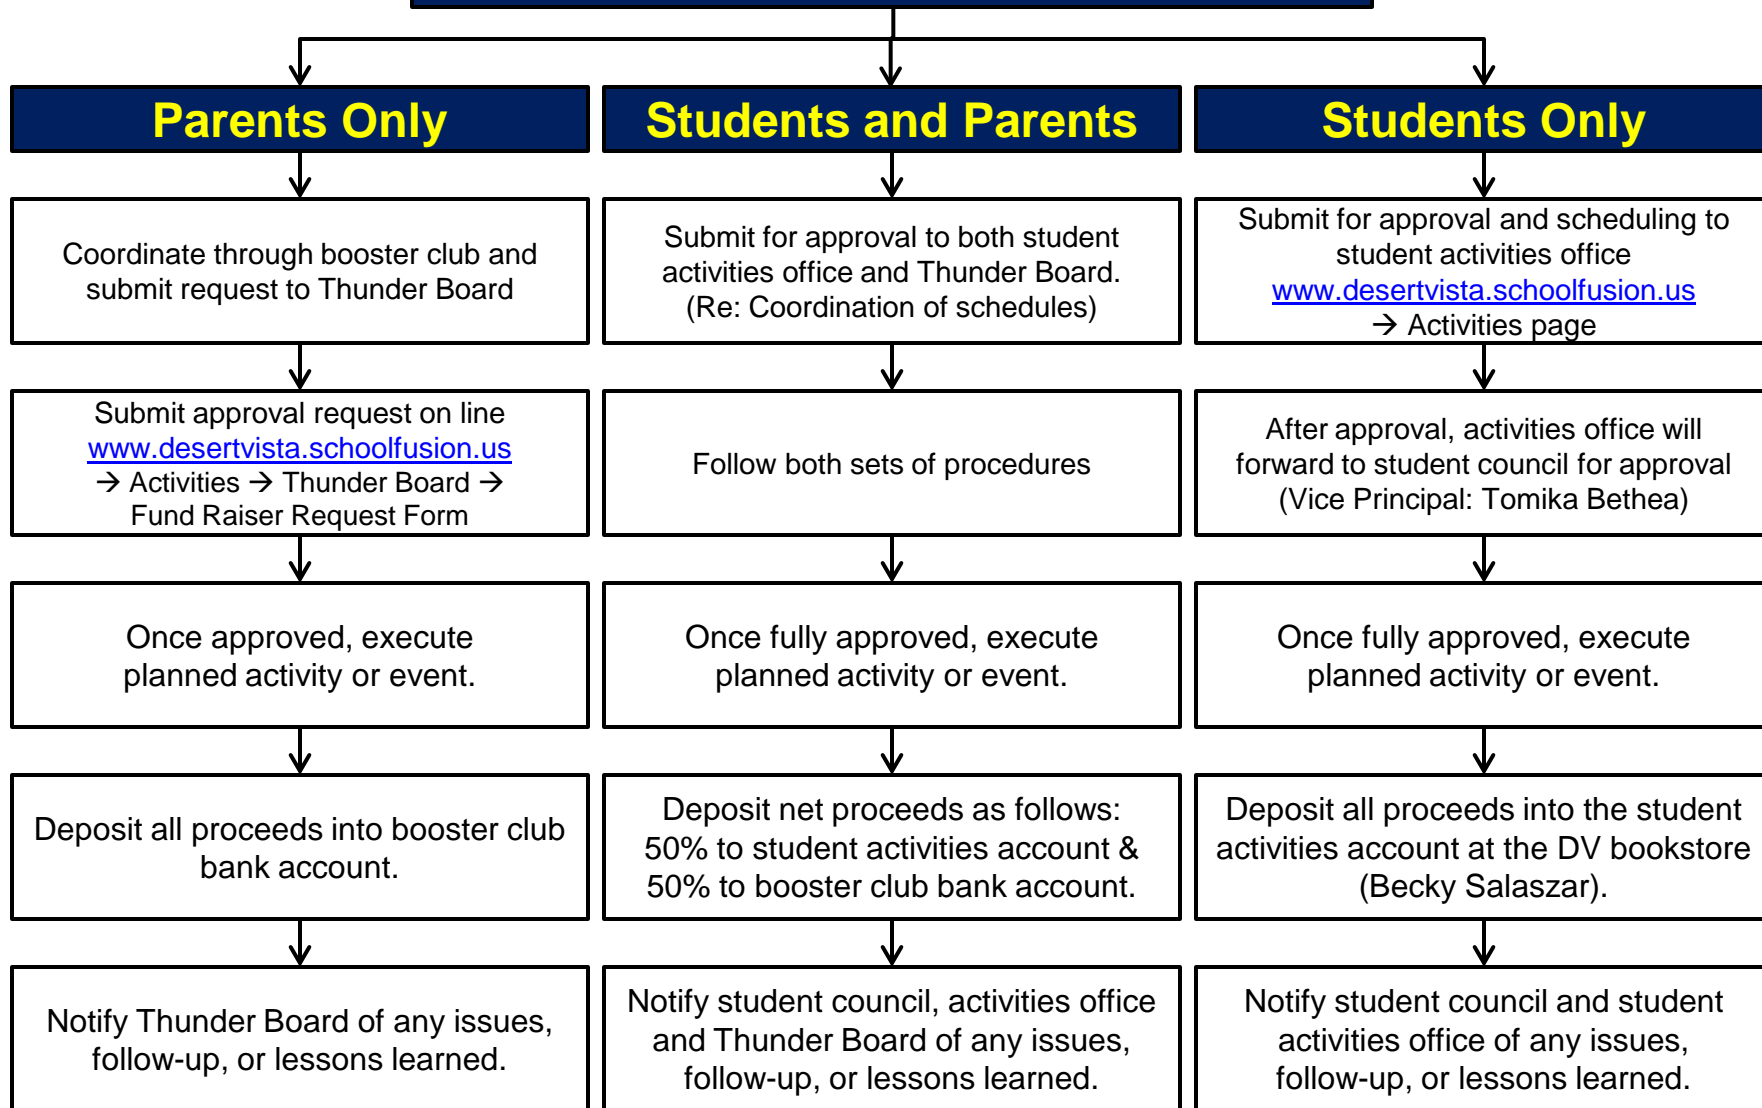 Parents Only
Students and Parents
Students Only
Coordinate through booster club and
submit request to Thunder Board
Submit for approval to both student
activities office and Thunder Board.
(Re: Coordination of schedules)
Submit for approval and scheduling to
student activities office
www.desertvista.schoolfusion.us
→ Activities page
Submit approval request on line
www.desertvista.schoolfusion.us
→ Activities → Thunder Board →
Fund Raiser Request Form
Follow both sets of procedures
After approval, activities office will
forward to student council for approval
(Vice Principal: Tomika Bethea)
Once approved, execute
planned activity or event.
Once fully approved, execute
planned activity or event.
Once fully approved, execute
planned activity or event.
Deposit all proceeds into booster club
bank account.
Deposit net proceeds as follows:
50% to student activities account &
50% to booster club bank account.
Deposit all proceeds into the student
activities account at the DV bookstore
(Becky Salaszar).
Notify Thunder Board of any issues,
follow-up, or lessons learned.
Notify student council, activities office
and Thunder Board of any issues,
follow-up, or lessons learned.
Notify student council and student
activities office of any issues,
follow-up, or lessons learned.